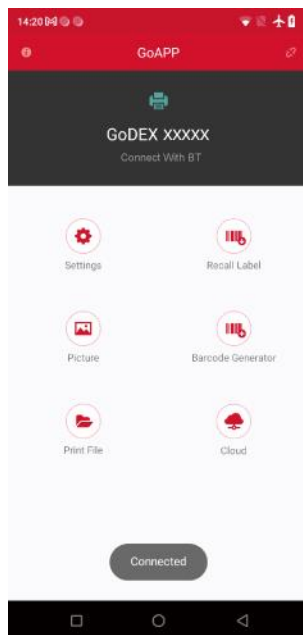 14:20
GoAPP
GoDEX XXXXX
Connect With BT
Settings
Recall Label
Picture
Barcode Generator
Print File
Cloud
Connected